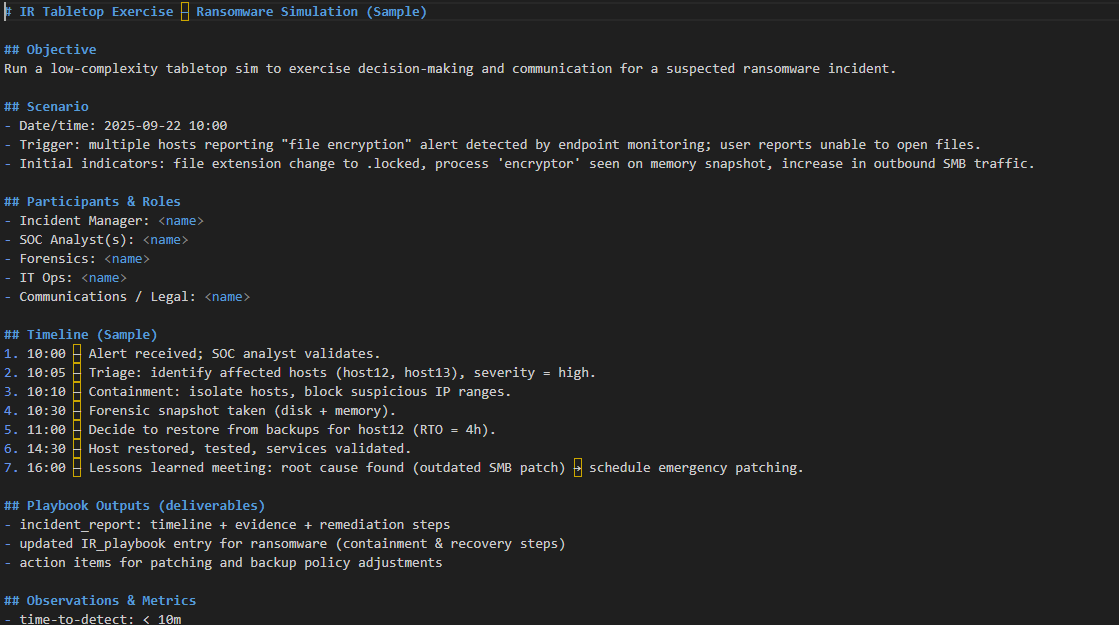 # IR Tabletop Exercise – Ransomware Simulation (Sample)
## Objective
Run a low-complexity tabletop sim to exercise decision-making and communication for a suspected ransomware incident.
## Scenario
- Date/time: 2025-09-22 10:00
- Trigger: multiple hosts reporting "file encryption" alert detected by endpoint monitoring; user reports unable to open files.
- Initial indicators: file extension change to .locked, process 'encryptor' seen on memory snapshot, increase in outbound SMB traffic.
## Participants & Roles
- Incident Manager: <name>
- SOC Analyst(s): <name>
- Forensics: <name>
- IT Ops: <name>
- Communications / Legal: <name>
## Timeline (Sample)
1. 10:00 – Alert received; SOC analyst validates.
2. 10:05 – Triage: identify affected hosts (host12, host13), severity = high.
3. 10:10 – Containment: isolate hosts, block suspicious IP ranges.
4. 10:30 – Forensic snapshot taken (disk + memory).
5. 11:00 – Decide to restore from backups for host12 (RTO = 4h).
6. 14:30 – Host restored, tested, services validated.
7. 16:00 – Lessons learned meeting: root cause found (outdated SMB patch) → schedule emergency patching.
## Playbook Outputs (deliverables)
- incident_report: timeline + evidence + remediation steps
- updated IR_playbook entry for ransomware (containment & recovery steps)
- action items for patching and backup policy adjustments
## Observations & Metrics
- time-to-detect: < 10m